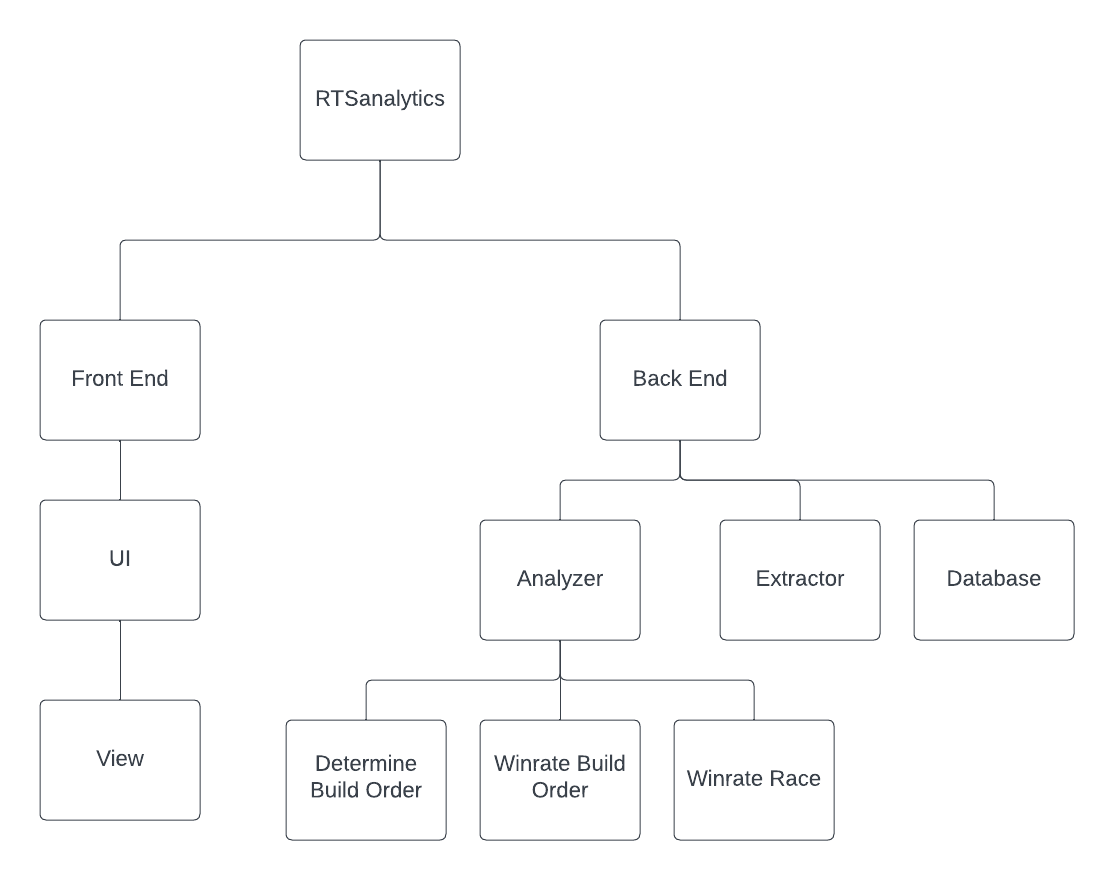 RTSanalytics
Front End
Back End
UI
Analyzer
Extractor
Database
View
Determine
Build Order
Winrate Build
Order
Winrate Race